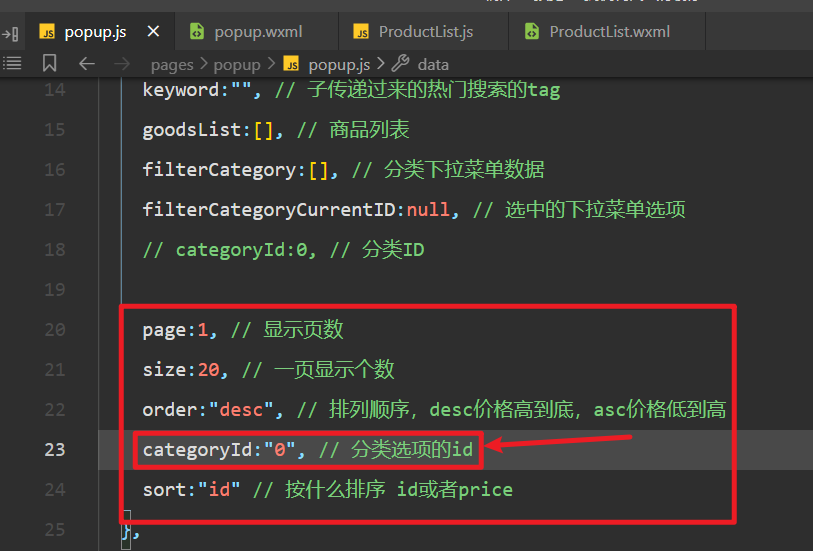 popup.js
popup.wxml
ProductList.js
ProductList.wxml
pages > popup > popup.js > data
14 keyword:"", // 子传递过来的热门搜索的tag
15 goodsList:[], // 商品列表
16 filterCategory:[], // 分类下拉菜单数据
17 filterCategoryCurrentID:null, // 选中的下拉菜单选项
18 // categoryId:0, // 分类ID
19
20 page:1, // 显示页数
21 size:20, // 一页显示个数
22 order:"desc", // 排列顺序，desc价格高到底，asc价格低到高
23 categoryId:"0", // 分类选项的id
24 sort:"id" // 按什么排序 id或者price
25 },